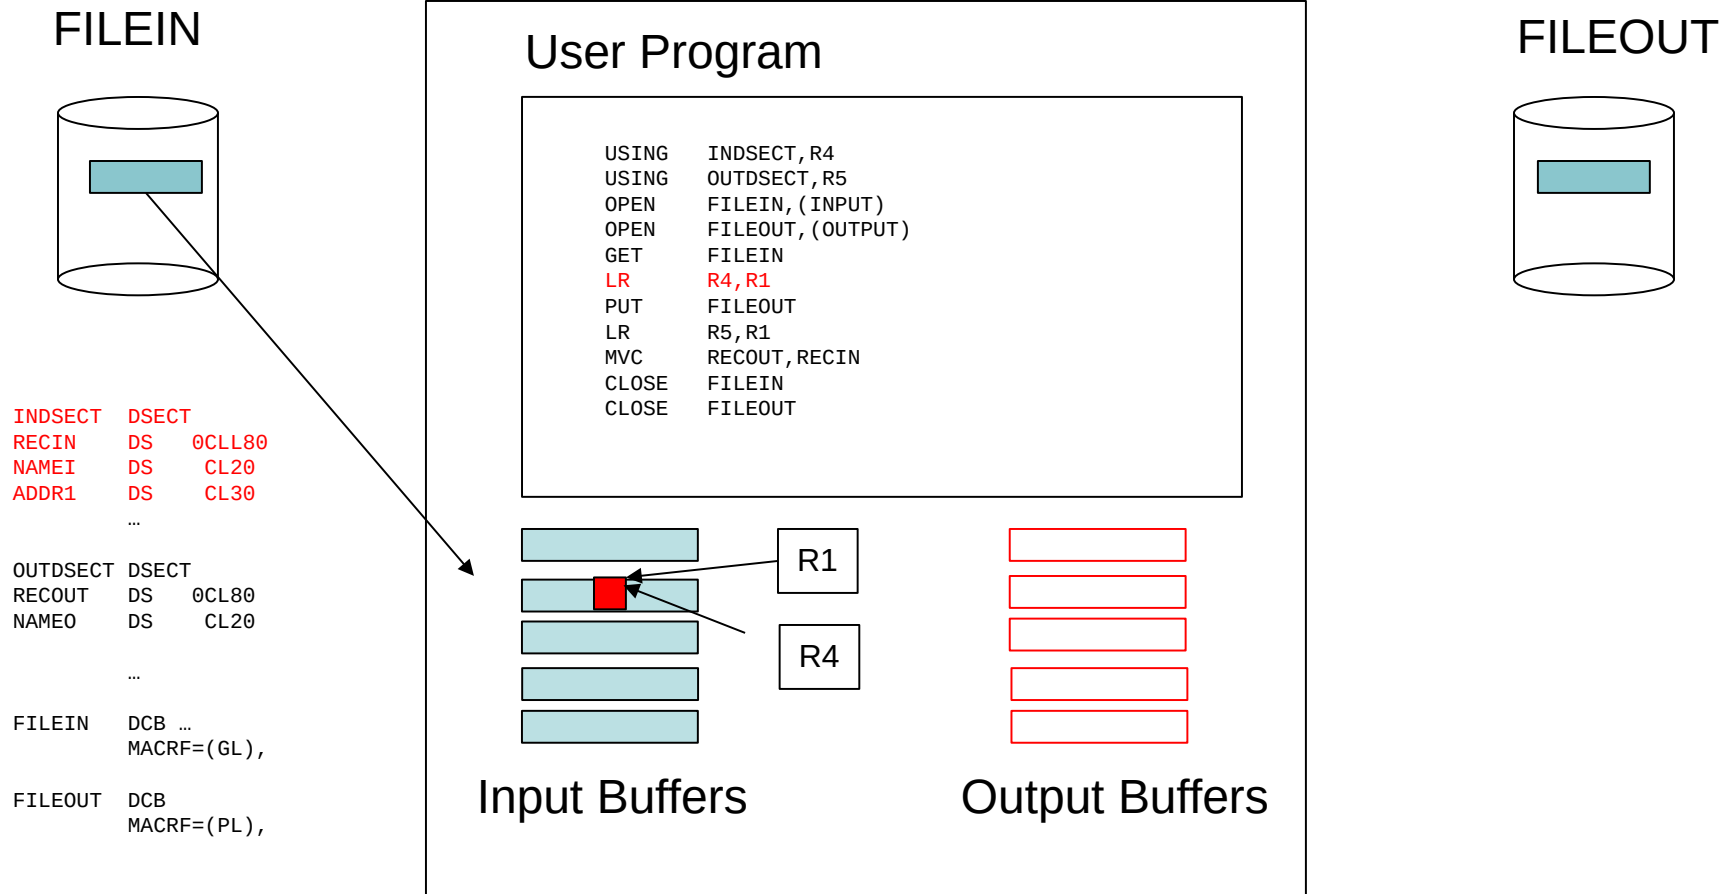 FILEIN
User Program
FILEOUT
USING   INDSECT,R4
USING   OUTDSECT,R5
OPEN    FILEIN,(INPUT)
OPEN    FILEOUT,(OUTPUT)
GET     FILEIN
LR      R4,R1
PUT     FILEOUT
LR      R5,R1
MVC     RECOUT,RECIN
CLOSE   FILEIN
CLOSE   FILEOUT
INDSECT  DSECT
RECIN    DS   0CLL80
NAMEI    DS    CL20
ADDR1    DS    CL30
…
OUTDSECT DSECT
RECOUT   DS   0CL80
NAMEO    DS    CL20
…
FILEIN   DCB …
MACRF=(GL),
FILEOUT  DCB
MACRF=(PL),
R1
R4
Input Buffers
Output Buffers